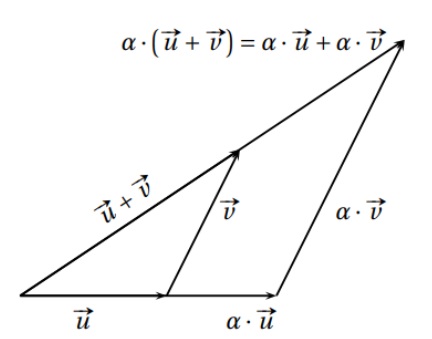 α · (u⃗ + v⃗) = α · u⃗ + α · v⃗
u⃗ + v⃗
v⃗
α · v⃗
u⃗
α · u⃗